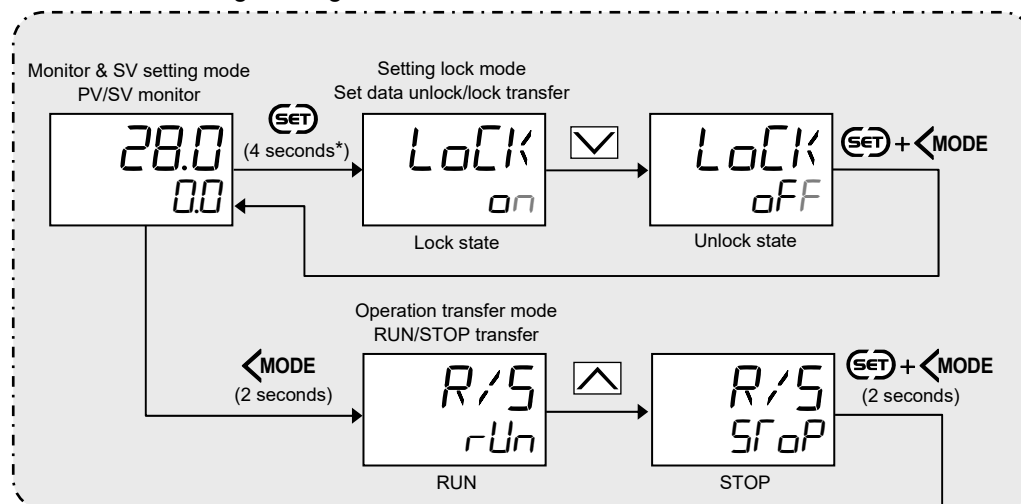 Monitor & SV setting mode
PV/SV monitor
28.0
0.0
SET
(4 seconds*)
Setting lock mode
Set data unlock/lock transfer
LoCK
on
Lock state
LoCK
oFF
Unlock state
SET + <MODE
<MODE
(2 seconds)
Operation transfer mode
RUN/STOP transfer
R/S
rUn
RUN
R/S
SToP
STOP
SET + <MODE
(2 seconds)